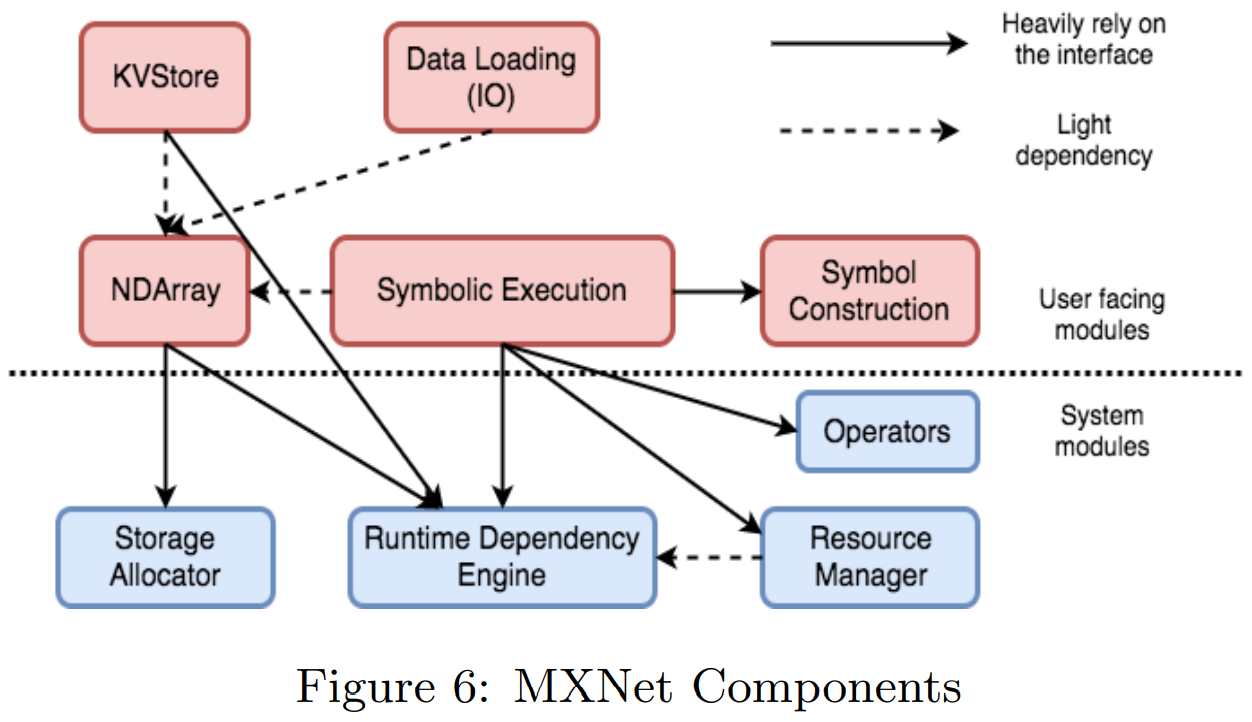 KVStore
Data Loading
(IO)
Heavily rely on
the interface
Light
dependency
NDArray
Symbolic Execution
Symbol
Construction
User facing
modules
Operators
System
modules
Storage
Allocator
Runtime Dependency
Engine
Resource
Manager
Figure 6: MXNet Components